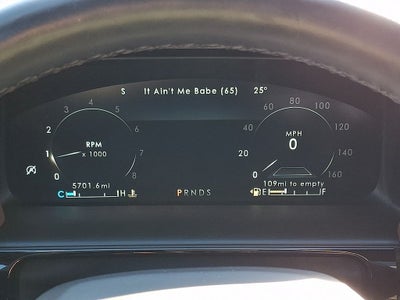 S It Ain't Me Babe (65) 25°
3 4 5 6 7 8
2 1 0
RPM
x 1000
5701.6mi
C H
PRNDS
60 80 100
40 20 0
120 140 160
MPH
0
109mi to empty
E F